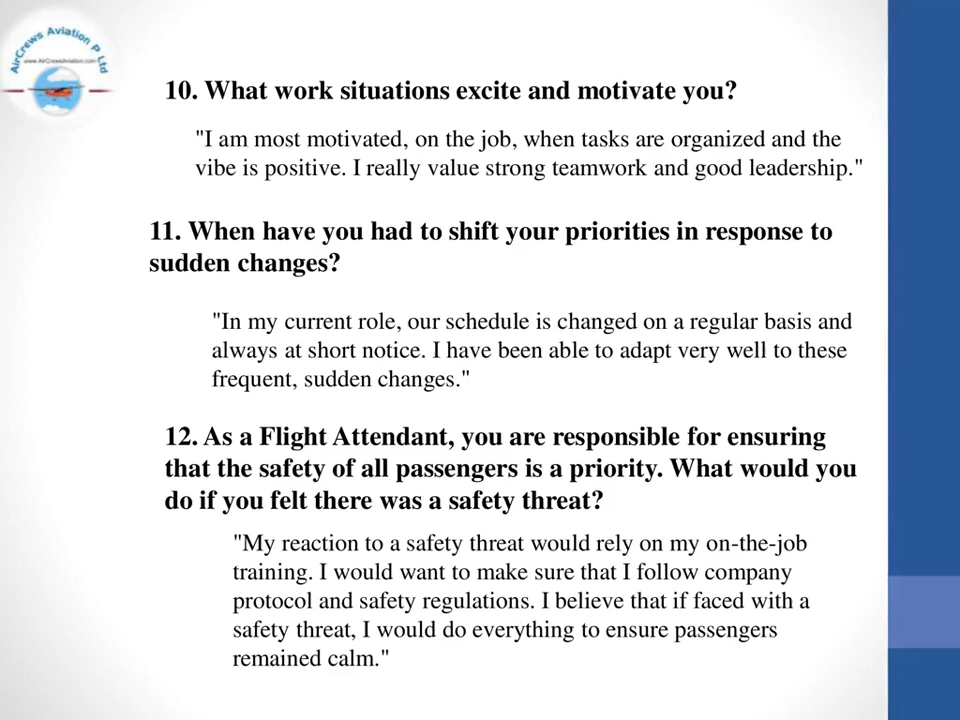 AirCrews Aviation P Ltd
www.AirCrewsAviation.com
10. What work situations excite and motivate you?
"I am most motivated, on the job, when tasks are organized and the
vibe is positive. I really value strong teamwork and good leadership."
11. When have you had to shift your priorities in response to
sudden changes?
"In my current role, our schedule is changed on a regular basis and
always at short notice. I have been able to adapt very well to these
frequent, sudden changes."
12. As a Flight Attendant, you are responsible for ensuring
that the safety of all passengers is a priority. What would you
do if you felt there was a safety threat?
"My reaction to a safety threat would rely on my on-the-job
training. I would want to make sure that I follow company
protocol and safety regulations. I believe that if faced with a
safety threat, I would do everything to ensure passengers
remained calm."